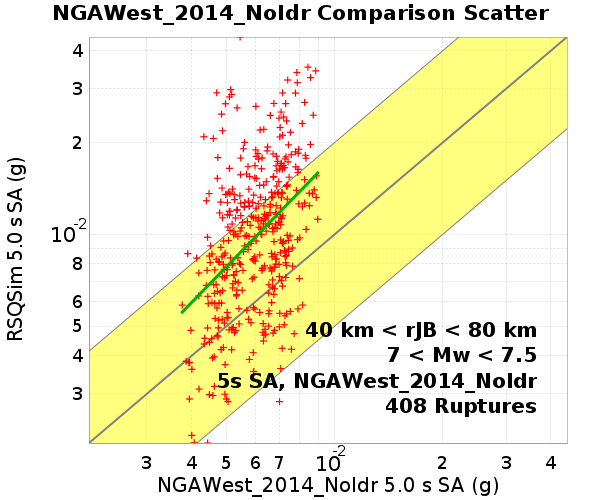 NGAWest_2014_NoIdr Comparison Scatter
RSQSim 5.0 s SA (g)
4
3
2
10-2
8
6
5
4
3
40 km < rJB < 80 km
7 < Mw < 7.5
5s SA, NGAWest_2014_NoIdr
408 Ruptures
3 4 5 6 7 10-2 2 3 4
NGAWest_2014_NoIdr 5.0 s SA (g)